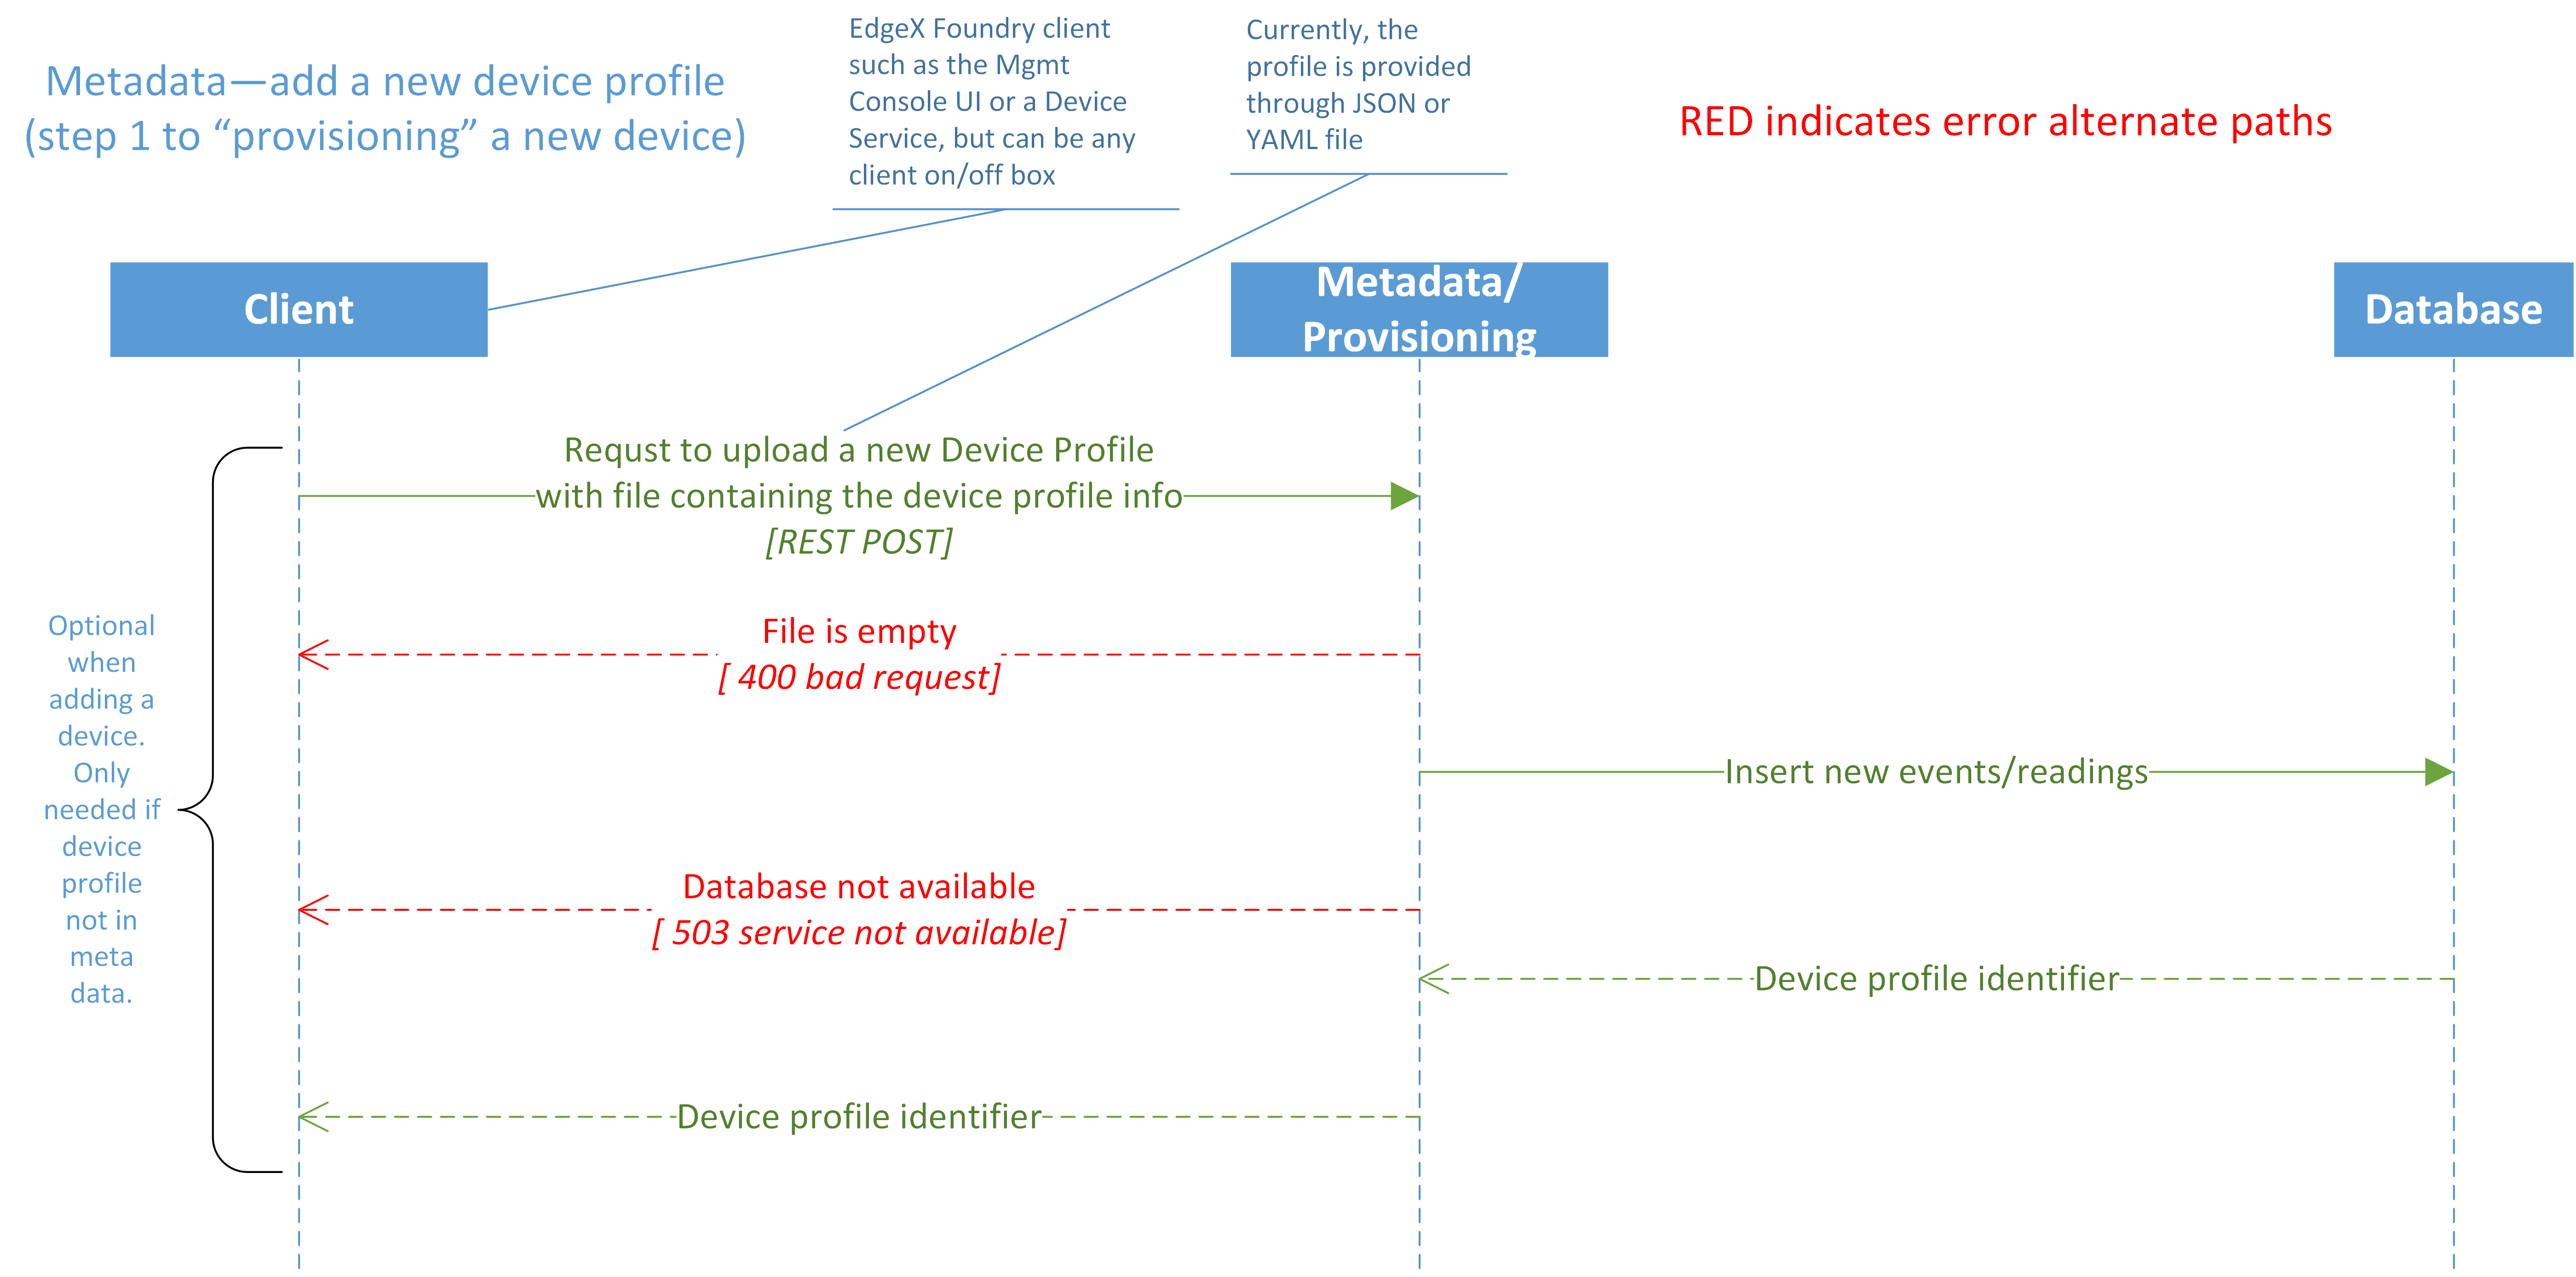 Metadata—add a new device profile
(step 1 to “provisioning” a new device)
EdgeX Foundry client
such as the Mgmt
Console UI or a Device
Service, but can be any
client on/off box
Currently, the
profile is provided
through JSON or
YAML file
RED indicates error alternate paths
Client
Metadata/
Provisioning
Database
Requst to upload a new Device Profile
with file containing the device profile info
[REST POST]
File is empty
[ 400 bad request]
Insert new events/readings
Optional
when
adding a
device.
Only
needed if
device
profile
not in
meta
data.
Database not available
[ 503 service not available]
Device profile identifier
Device profile identifier